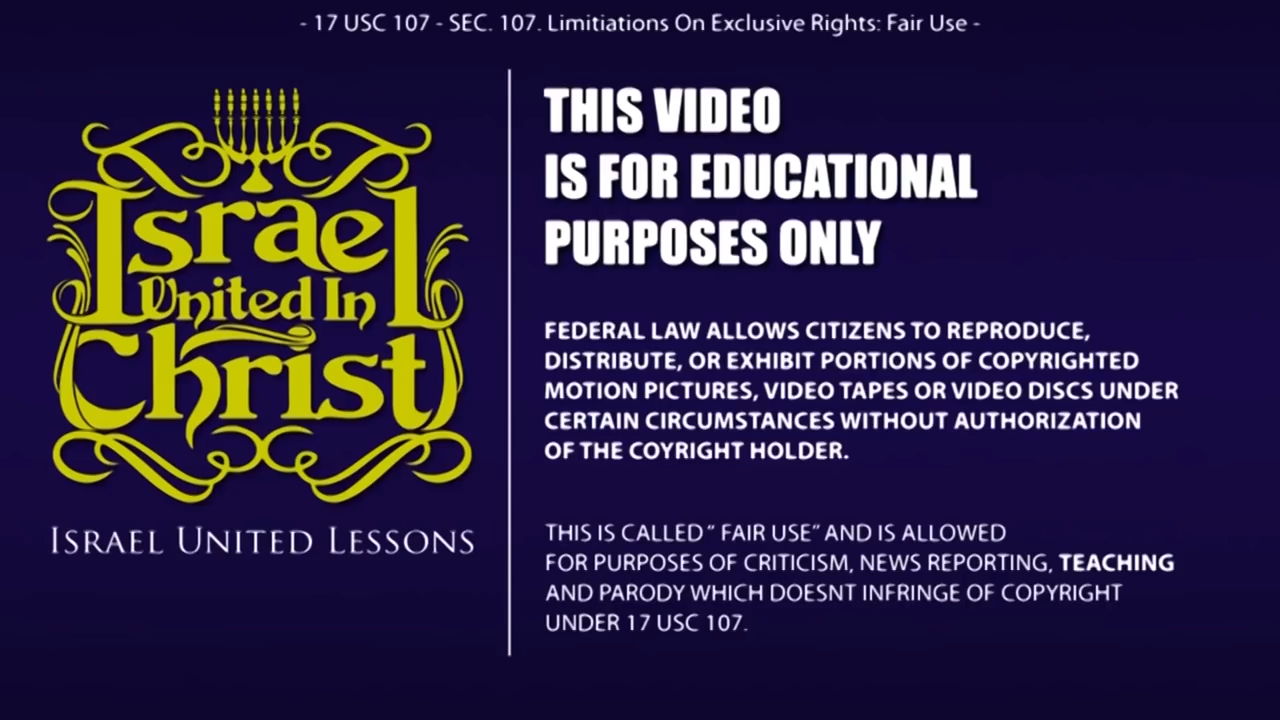 - 17 USC 107 - SEC. 107. Limitiations On Exclusive Rights: Fair Use -
Israel
United In
Christ
ISRAEL UNITED LESSONS
THIS VIDEO
IS FOR EDUCATIONAL
PURPOSES ONLY
FEDERAL LAW ALLOWS CITIZENS TO REPRODUCE,
DISTRIBUTE, OR EXHIBIT PORTIONS OF COPYRIGHTED
MOTION PICTURES, VIDEO TAPES OR VIDEO DISCS UNDER
CERTAIN CIRCUMSTANCES WITHOUT AUTHORIZATION
OF THE COYRIGHT HOLDER.
THIS IS CALLED “ FAIR USE” AND IS ALLOWED
FOR PURPOSES OF CRITICISM, NEWS REPORTING, TEACHING
AND PARODY WHICH DOESNT INFRINGE OF COPYRIGHT
UNDER 17 USC 107.